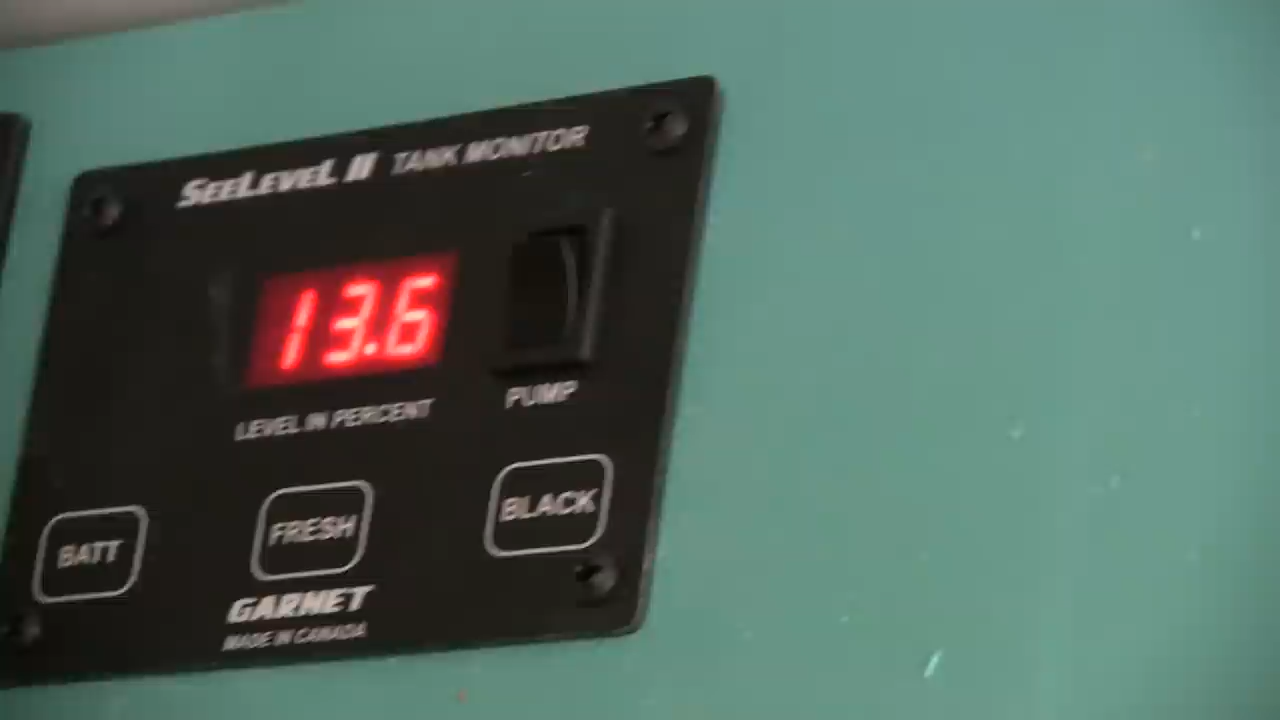 SEELEVEL II TANK MONITOR
13.6
LEVEL IN PERCENT
PUMP
BATT
FRESH
BLACK
GARNET
MADE IN CANADA